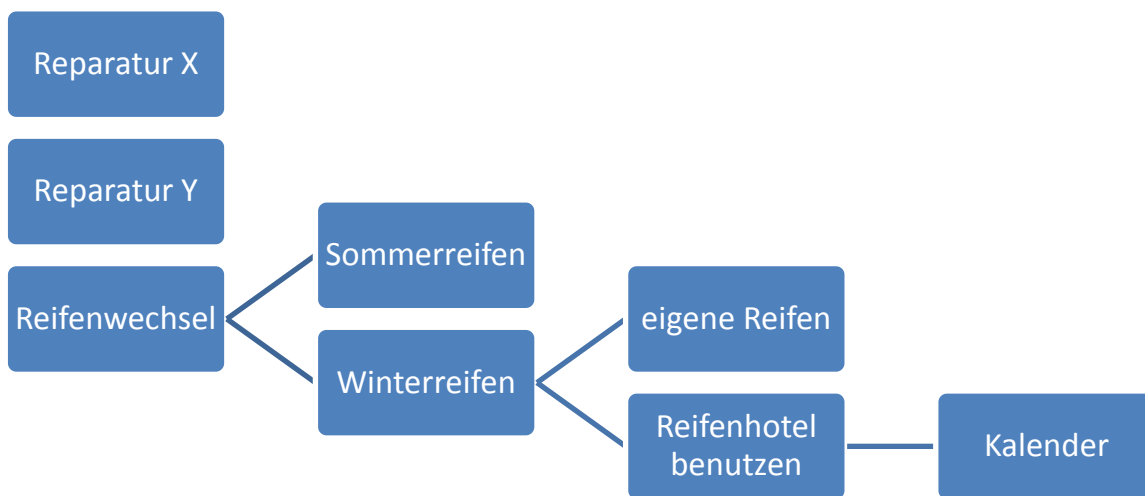 Reparatur X
Reparatur Y
Reifenwechsel
Sommerreifen
Winterreifen
eigene Reifen
Reifenhotel
benutzen
Kalender